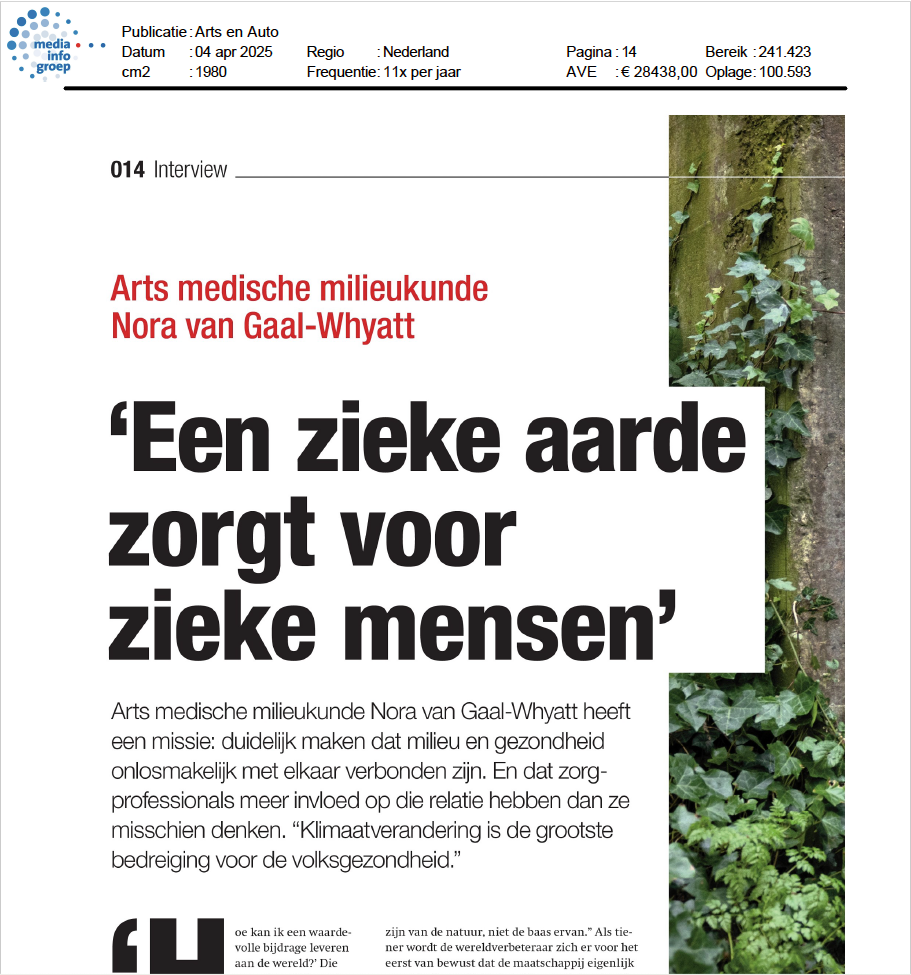 media
info
groep
Publicatie : Arts en Auto
Datum : 04 apr 2025 Regio : Nederland Pagina : 14 Bereik : 241.423
cm2 : 1980 Frequentie : 11x per jaar AVE : € 28438,00 Oplage : 100.593
014 Interview
Arts medische milieukunde
Nora van Gaal-Whyatt
‘Een zieke aarde
zorgt voor
zieke mensen’
Arts medische milieukunde Nora van Gaal-Whyatt heeft
een missie: duidelijk maken dat milieu en gezondheid
onlosmakelijk met elkaar verbonden zijn. En dat zorg-
professionals meer invloed op die relatie hebben dan ze
misschien denken. “Klimaatverandering is de grootste
bedreiging voor de volksgezondheid.”
‘H
oe kan ik een waarde-
volle bijdrage leveren
aan de wereld?’ Die
zijn van de natuur, niet de baas ervan.” Als tie-
ner wordt de wereldverbeteraar zich er voor het
eerst van bewust dat de maatschappij eigenlijk